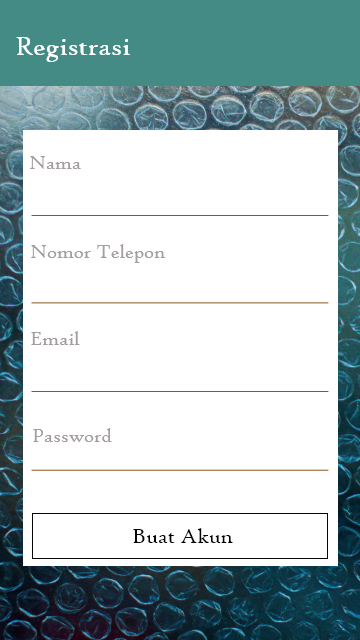 Registrasi
Nama
Nomor Telepon
Email
Password
Buat Akun